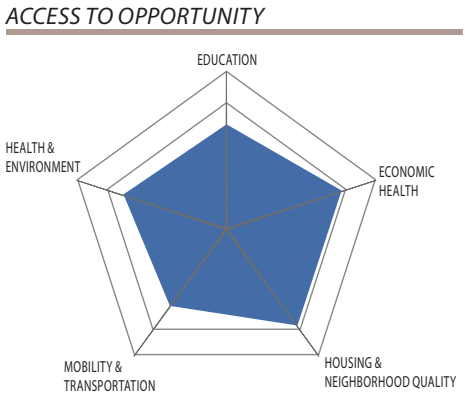 ACCESS TO OPPORTUNITY
EDUCATION
HEALTH &
ENVIRONMENT
ECONOMIC
HEALTH
MOBILITY &
TRANSPORTATION
HOUSING &
NEIGHBORHOOD QUALITY